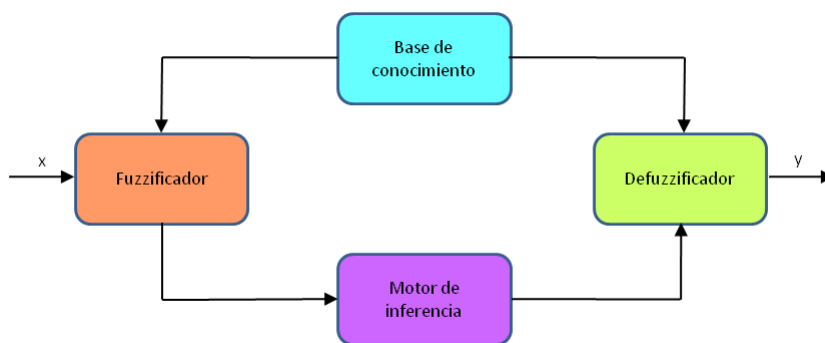 Base de
conocimiento
x
Fuzzificador
Defuzzificador
y
Motor de
inferencia